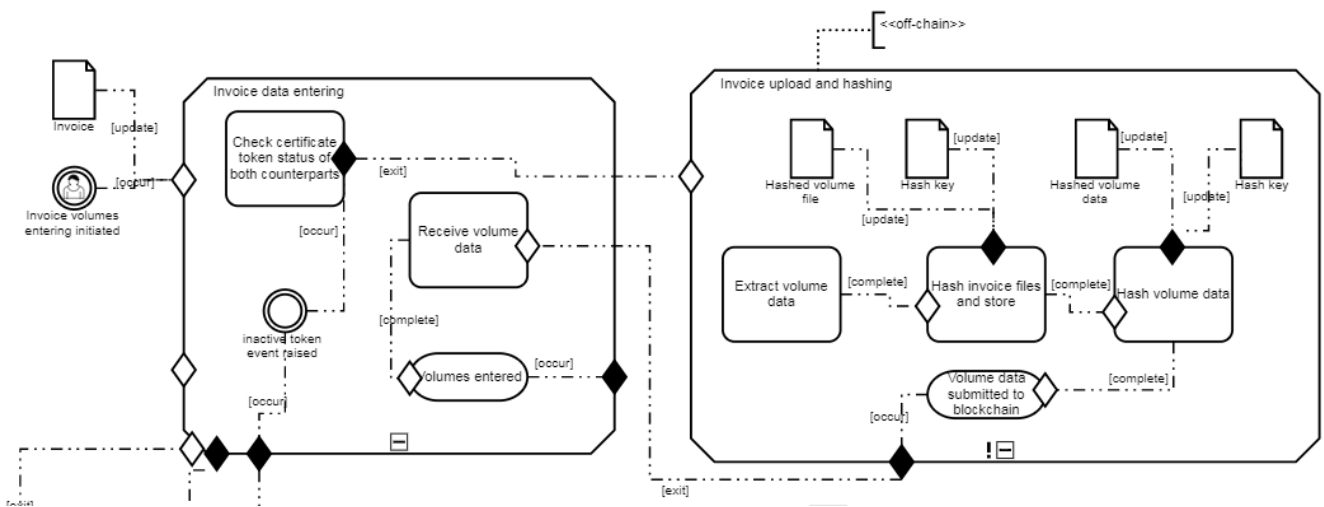 <<off-chain>>
Invoice data entering
Invoice upload and hashing
Invoice
[update]
Check certificate
token status of
both counterparts
[exit]
[occur]
Invoice volumes
entering initiated
[occur]
Receive volume
data
[complete]
inactive token
event raised
[occur]
Volumes entered
[occur]
[exit]
Hashed volume
file
Hash key
[update]
[update]
Hashed volume
data
[update]
Hash key
[update]
Extract volume
data
[complete]
Hash invoice files
and store
[complete]
Hash volume data
[complete]
Volume data
submitted to
blockchain
[occur]
!
[exit]